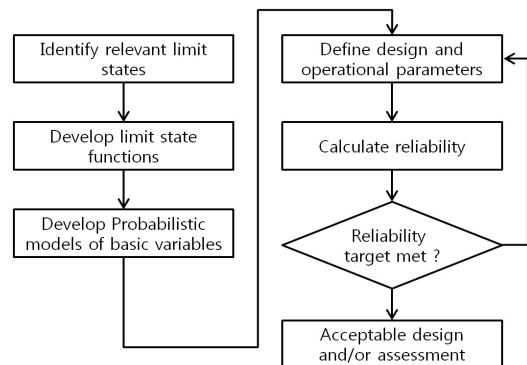 Identify relevant limit
states
Develop limit state
functions
Develop Probabilistic
models of basic variables
Define design and
operational parameters
Calculate reliability
Reliability
target met ?
Acceptable design
and/or assessment